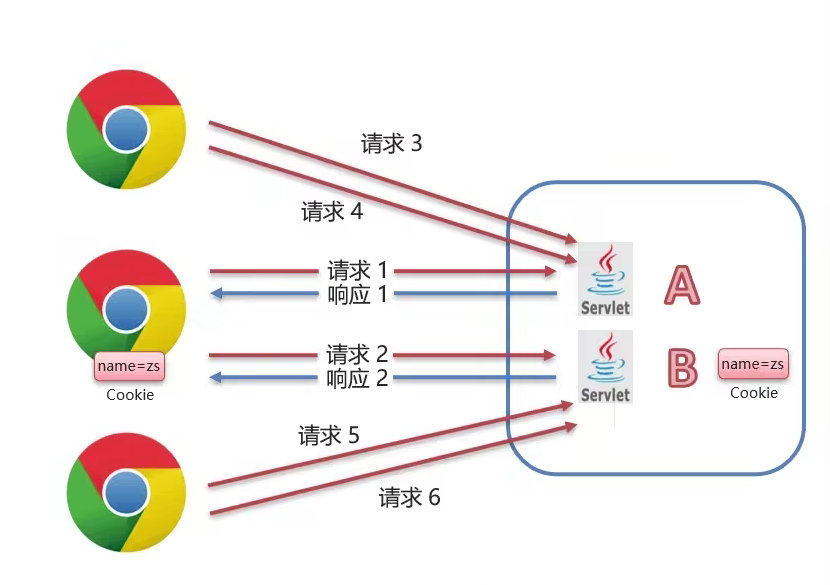 请求 3
请求 4
请求 1
响应 1
Servlet
A
请求 2
响应 2
Servlet
B
name=zs
Cookie
name=zs
Cookie
请求 5
请求 6